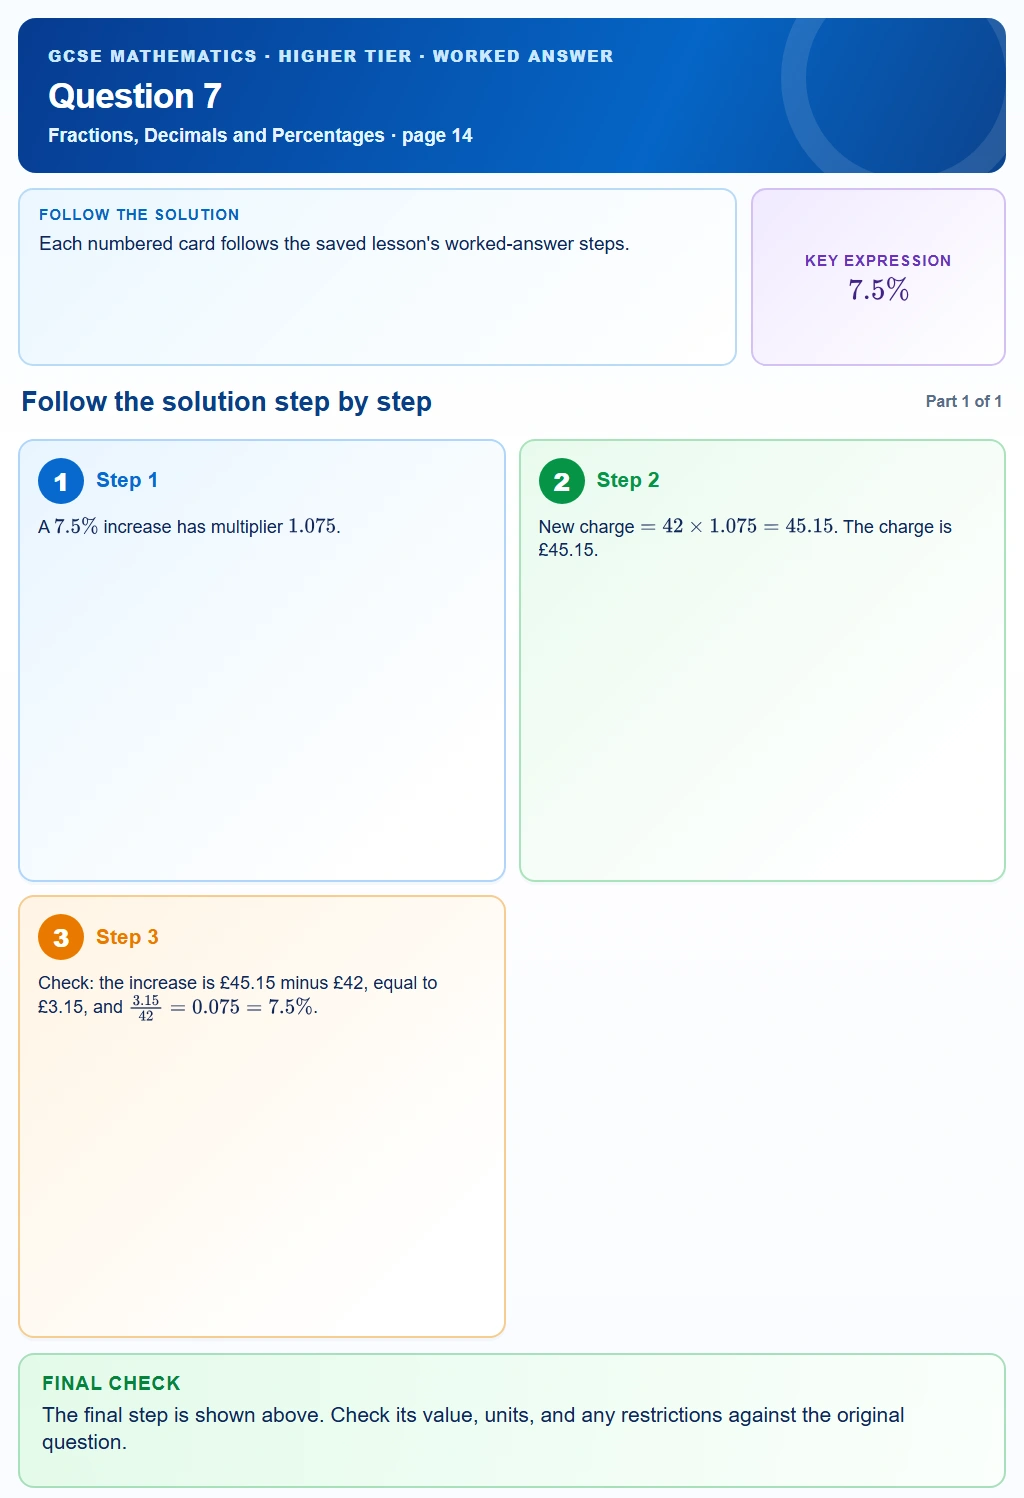 GCSE MATHEMATICS · HIGHER TIER · WORKED ANSWER
Question 7
Fractions, Decimals and Percentages · page 14
FOLLOW THE SOLUTION
Each numbered card follows the saved lesson's worked-answer steps.
KEY EXPRESSION
7.5%
Follow the solution step by step
Part 1 of 1
1 Step 1
A 7.5% increase has multiplier 1.075.
2 Step 2
New charge = 42 × 1.075 = 45.15. The charge is
£45.15.
3 Step 3
Check: the increase is £45.15 minus £42, equal to
£3.15, and 3.15/42 = 0.075 = 7.5%.
FINAL CHECK
The final step is shown above. Check its value, units, and any restrictions against the original
question.